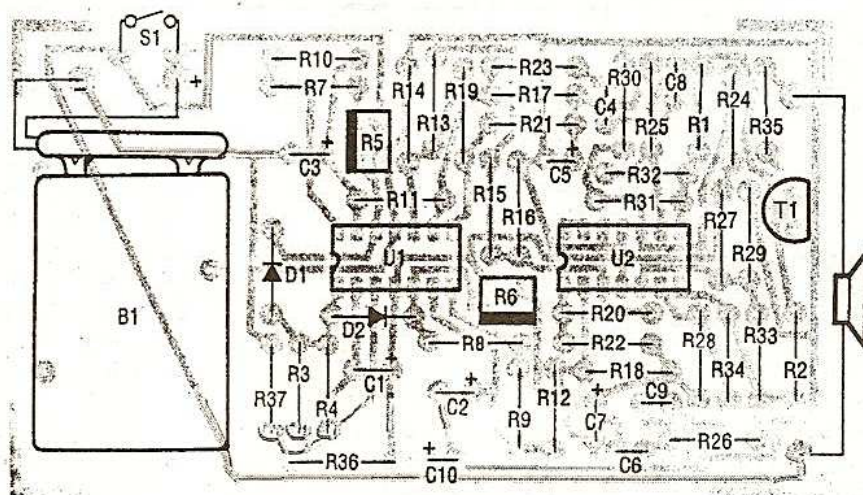 S1
+
R10
R7
R14
R13
R19
R23
R17
R21
C4
R30
R25
C8
R1
R24
R35
R5
C3
+
C5
+
R32
R31
R11
R15
R16
R27
R29
T1
U1
U2
D1
B1
R6
D2
R8
R20
R22
R18
R28
R34
R33
R2
R37
R3
R4
C1
+
C2
+
R9
R12
C7
+
C9
R26
R36
C10
+
C6